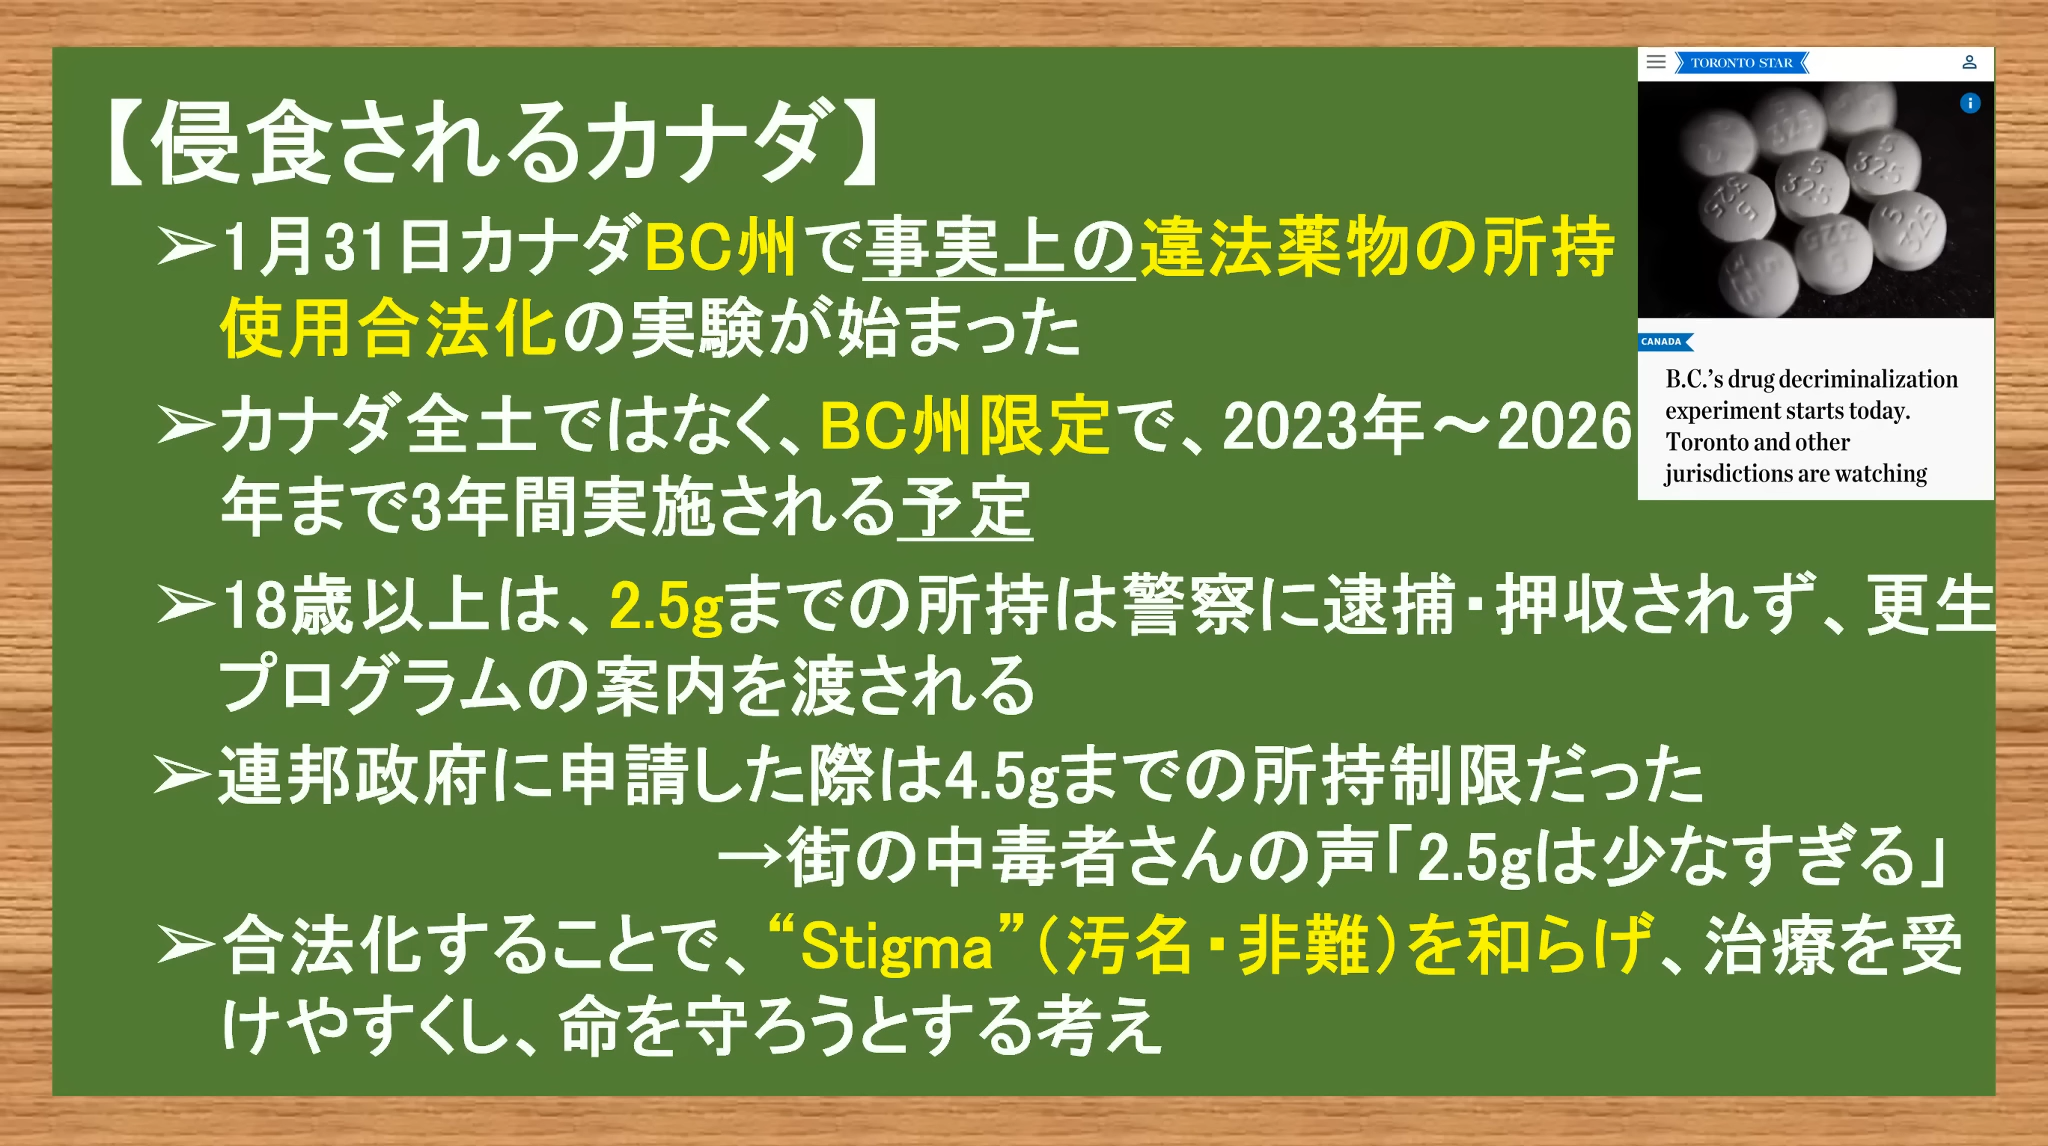 【侵食されるカナダ】
➢1月31日カナダBC州で事実上の違法薬物の所持
使用合法化の実験が始まった
➢カナダ全土ではなく、BC州限定で、2023年～2026
年まで3年間実施される予定
➢18歳以上は、2.5gまでの所持は警察に逮捕・押収されず、更生
プログラムの案内を渡される
➢連邦政府に申請した際は4.5gまでの所持制限だった
→街の中毒者さんの声「2.5gは少なすぎる」
➢合法化することで、“Stigma”（汚名・非難）を和らげ、治療を受
けやすくし、命を守ろうとする考え
TORONTO STAR
i
5
325
325
5
325
5
325
5
325
5
325
CANADA
B.C.’s drug decriminalization
experiment starts today.
Toronto and other
jurisdictions are watching